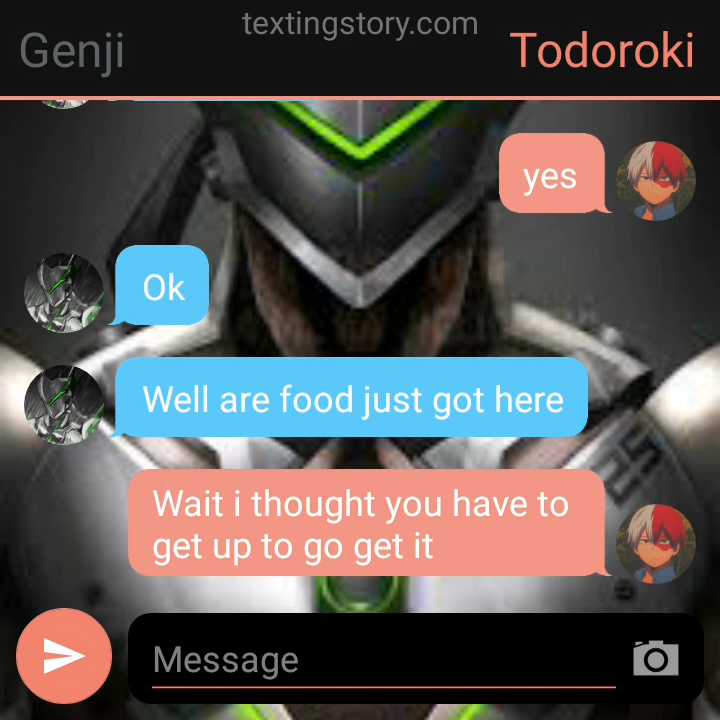 textingstory.com
Genji
Todoroki
yes
Ok
Well are food just got here
Wait i thought you have to
get up to go get it
Message